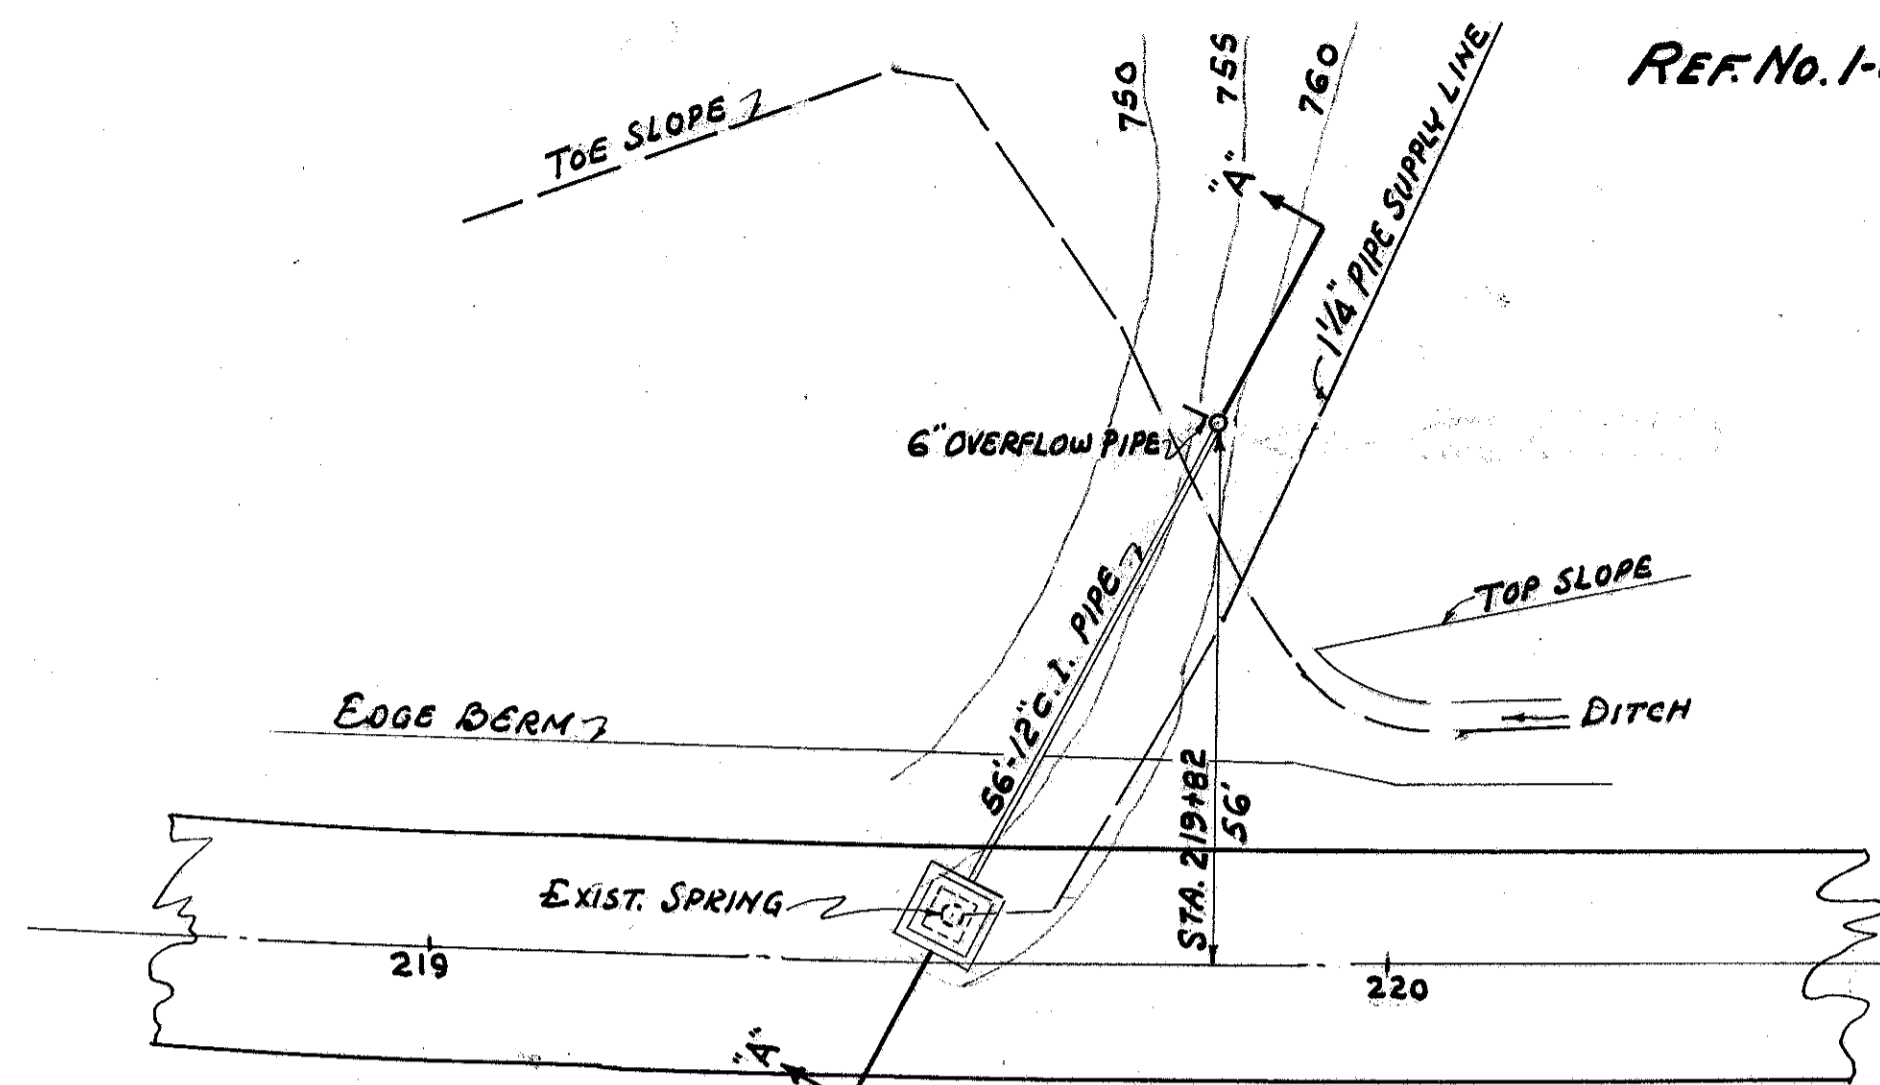 REF. NO. 1-
750
755
760
TOE SLOPE
"A"
1 1/4" PIPE SUPPLY LINE
6" OVERFLOW PIPE
TOP SLOPE
56'-12" C.I. PIPE
EDGE BERM
DITCH
STA. 219+82
56'
EXIST. SPRING
219
220
"A"